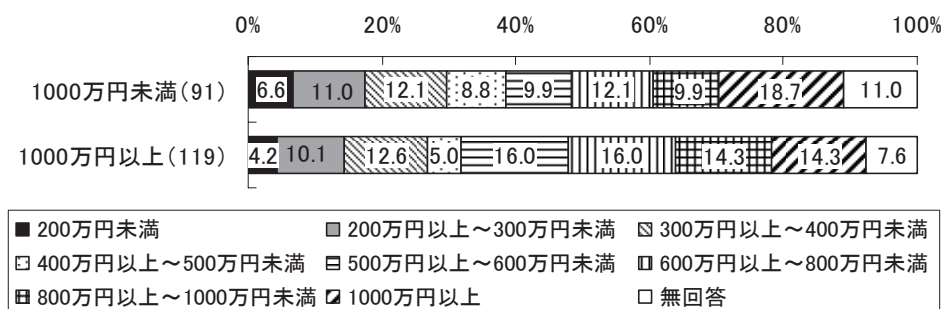 0% 20% 40% 60% 80% 100%
1000万円未満(91) 6.6 11.0 12.1 8.8 9.9 12.1 9.9 18.7 11.0
1000万円以上(119) 4.2 10.1 12.6 5.0 16.0 16.0 14.3 14.3 7.6
200万円未満 200万円以上～300万円未満 300万円以上～400万円未満
400万円以上～500万円未満 500万円以上～600万円未満 600万円以上～800万円未満
800万円以上～1000万円未満 1000万円以上 無回答